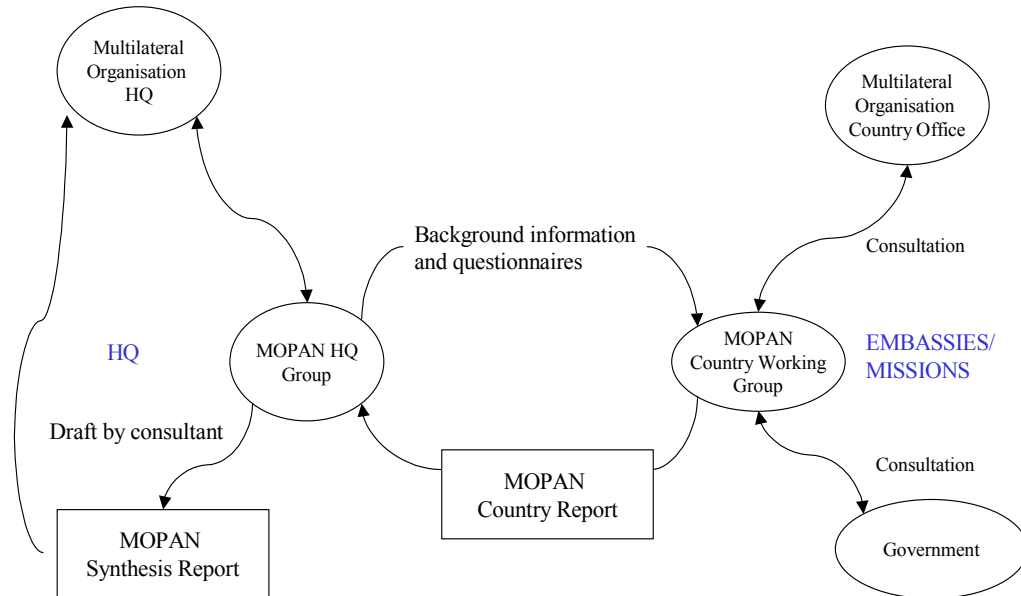 Multilateral
Organisation
HQ
Multilateral
Organisation
Country Office
Background information
and questionnaires
Consultation
HQ
MOPAN HQ
Group
MOPAN
Country Working
Group
EMBASSIES/
MISSIONS
Draft by consultant
MOPAN
Country Report
Consultation
MOPAN
Synthesis Report
Government